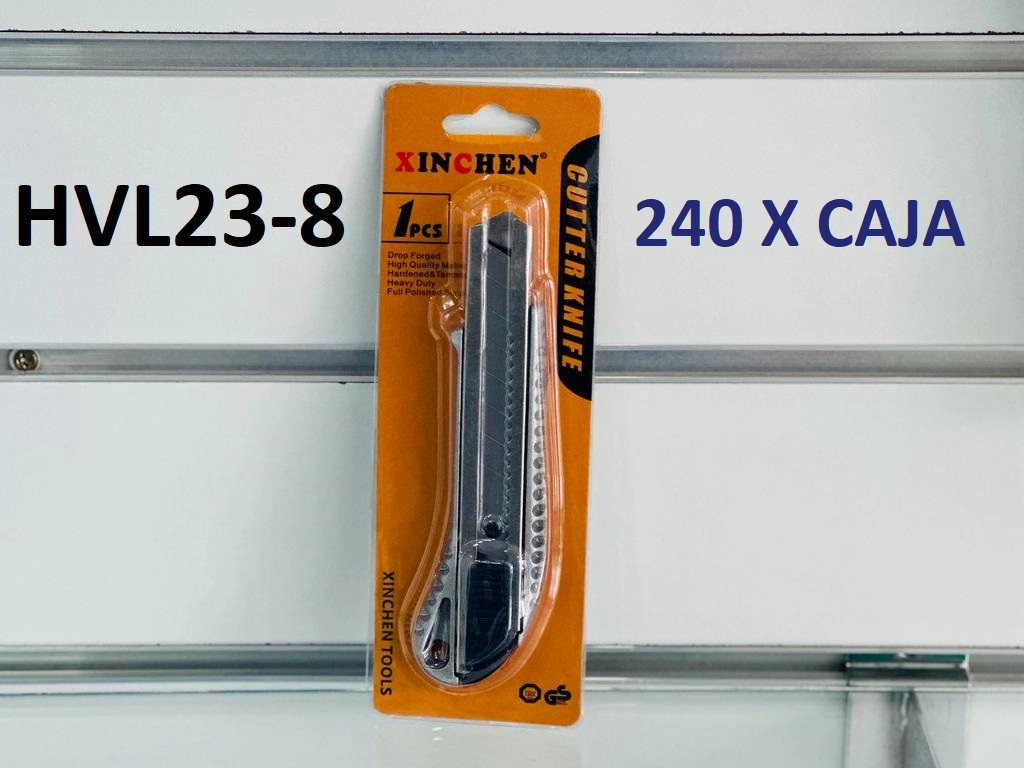 HVL23-8
240 X CAJA
XINCHEN®
1PCS
Drop Forged
High Quality
Hardened&
Heavy Duty
Full Polished
CUTTER KNIFE
XINCHEN TOOLS
GS